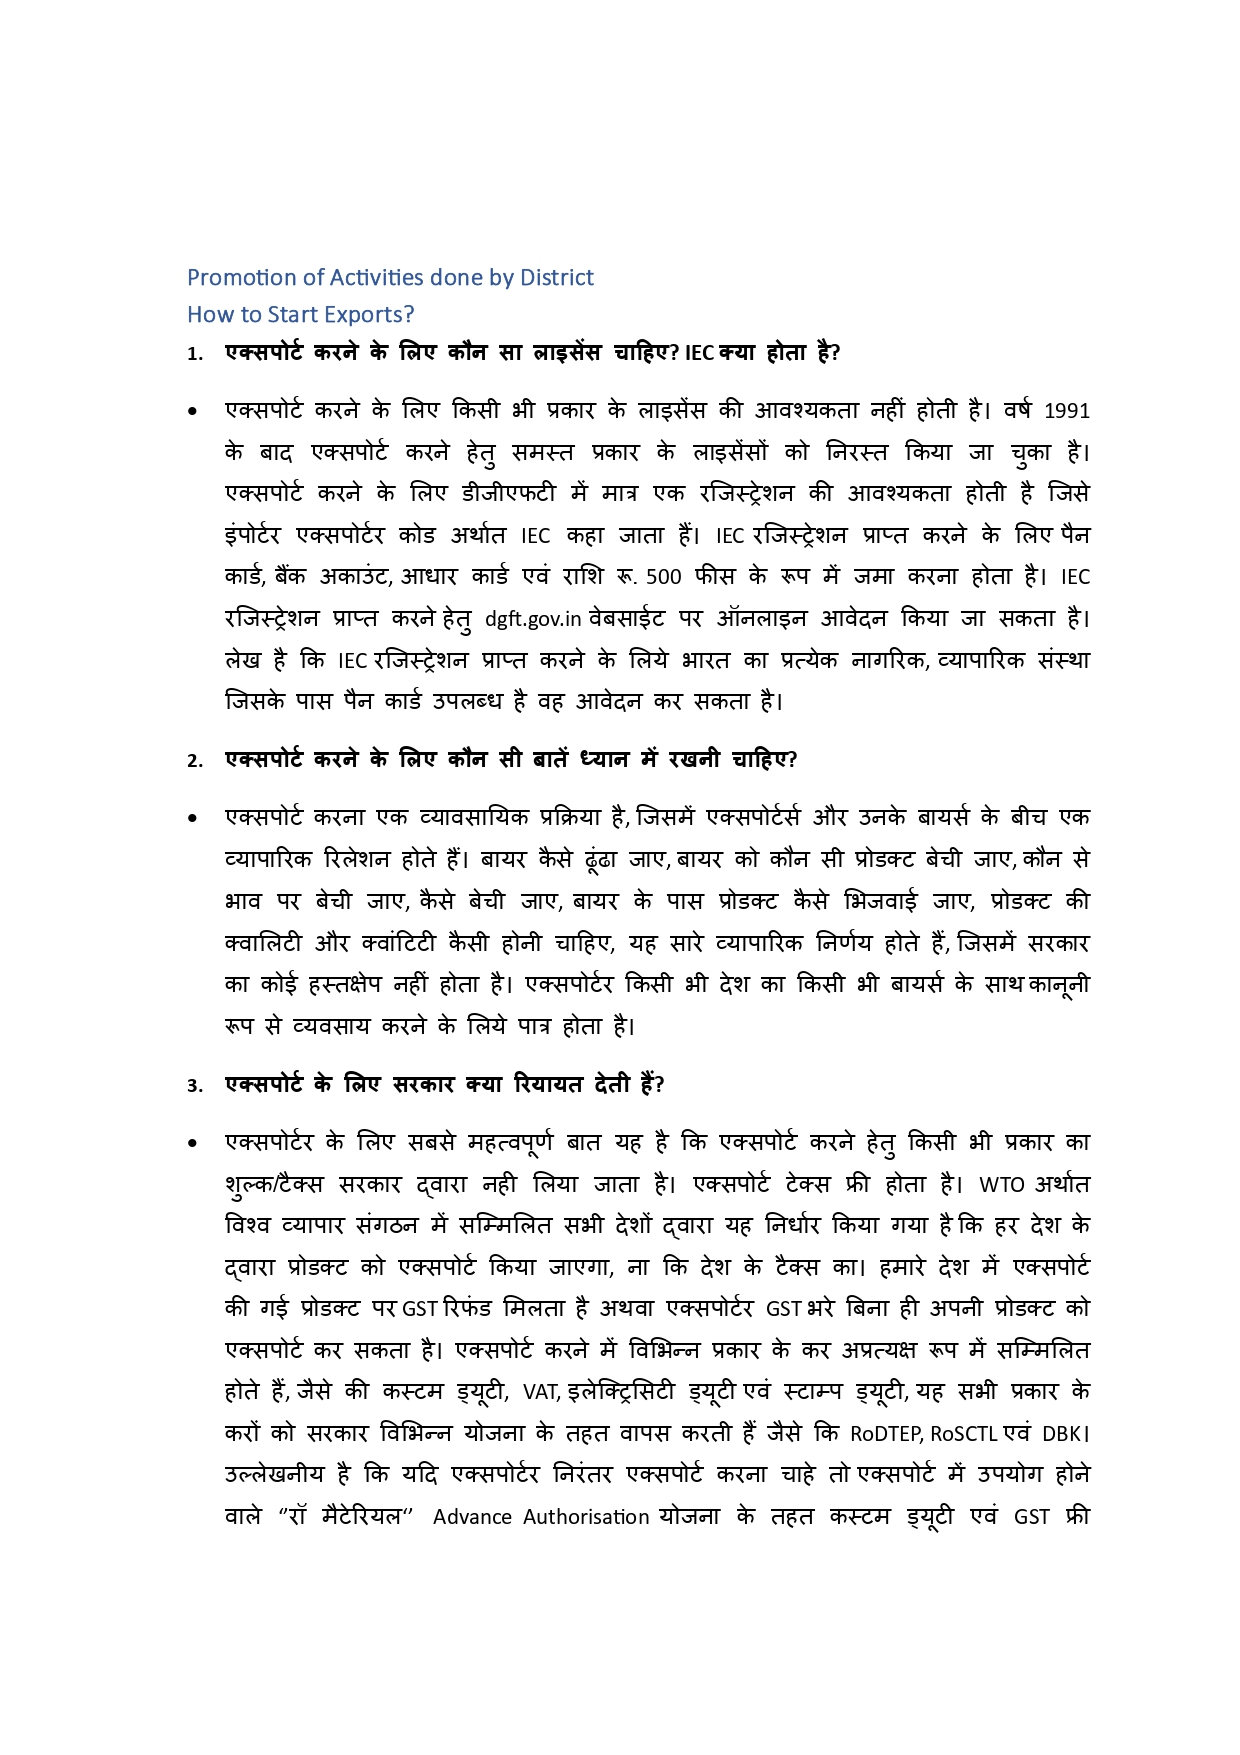 Promotion of Activities done by District
How to Start Exports?
1. एक्सपोर्ट करने के लिए कौन सा लाइसेंस चाहिए? IEC क्या होता है?
• एक्सपोर्ट करने के लिए किसी भी प्रकार के लाइसेंस की आवश्यकता नहीं होती है। वर्ष 1991
के बाद एक्सपोर्ट करने हेतु समस्त प्रकार के लाइसेंसों को निरस्त किया जा चुका है।
एक्सपोर्ट करने के लिए डीजीएफटी में मात्र एक रजिस्ट्रेशन की आवश्यकता होती है जिसे
इंपोर्टर एक्सपोर्टर कोड अर्थात IEC कहा जाता हैं। IEC रजिस्ट्रेशन प्राप्त करने के लिए पैन
कार्ड, बैंक अकाउंट, आधार कार्ड एवं राशि रू. 500 फीस के रूप में जमा करना होता है। IEC
रजिस्ट्रेशन प्राप्त करने हेतु dgft.gov.in वेबसाईट पर ऑनलाइन आवेदन किया जा सकता है।
लेख है कि IEC रजिस्ट्रेशन प्राप्त करने के लिये भारत का प्रत्येक नागरिक, व्यापारिक संस्था
जिसके पास पैन कार्ड उपलब्ध है वह आवेदन कर सकता है।
2. एक्सपोर्ट करने के लिए कौन सी बातें ध्यान में रखनी चाहिए?
• एक्सपोर्ट करना एक व्यावसायिक प्रक्रिया है, जिसमें एक्सपोर्टर्स और उनके बायर्स के बीच एक
व्यापारिक रिलेशन होते हैं। बायर कैसे ढूंढा जाए, बायर को कौन सी प्रोडक्ट बेची जाए, कौन से
भाव पर बेची जाए, कैसे बेची जाए, बायर के पास प्रोडक्ट कैसे भिजवाई जाए, प्रोडक्ट की
क्वालिटी और क्वांटिटी कैसी होनी चाहिए, यह सारे व्यापारिक निर्णय होते हैं, जिसमें सरकार
का कोई हस्तक्षेप नहीं होता है। एक्सपोर्टर किसी भी देश का किसी भी बायर्स के साथ कानूनी
रूप से व्यवसाय करने के लिये पात्र होता है।
3. एक्सपोर्ट के लिए सरकार क्या रियायत देती हैं?
• एक्सपोर्टर के लिए सबसे महत्वपूर्ण बात यह है कि एक्सपोर्ट करने हेतु किसी भी प्रकार का
शुल्क/टैक्स सरकार द्वारा नही लिया जाता है। एक्सपोर्ट टेक्स फ्री होता है। WTO अर्थात
विश्व व्यापार संगठन में सम्मिलित सभी देशों द्वारा यह निर्धार किया गया है कि हर देश के
द्वारा प्रोडक्ट को एक्सपोर्ट किया जाएगा, ना कि देश के टैक्स का। हमारे देश में एक्सपोर्ट
की गई प्रोडक्ट पर GST रिफंड मिलता है अथवा एक्सपोर्टर GST भरे बिना ही अपनी प्रोडक्ट को
एक्सपोर्ट कर सकता है। एक्सपोर्ट करने में विभिन्न प्रकार के कर अप्रत्यक्ष रूप में सम्मिलित
होते हैं, जैसे की कस्टम ड्यूटी, VAT, इलेक्ट्रिसिटी ड्यूटी एवं स्टाम्प ड्यूटी, यह सभी प्रकार के
करों को सरकार विभिन्न योजना के तहत वापस करती हैं जैसे कि RoDTEP, RoSCTL एवं DBK।
उल्लेखनीय है कि यदि एक्सपोर्टर निरंतर एक्सपोर्ट करना चाहे तो एक्सपोर्ट में उपयोग होने
वाले ‘‘रॉ मैटेरियल’’ Advance Authorisation योजना के तहत कस्टम ड्यूटी एवं GST फ्री